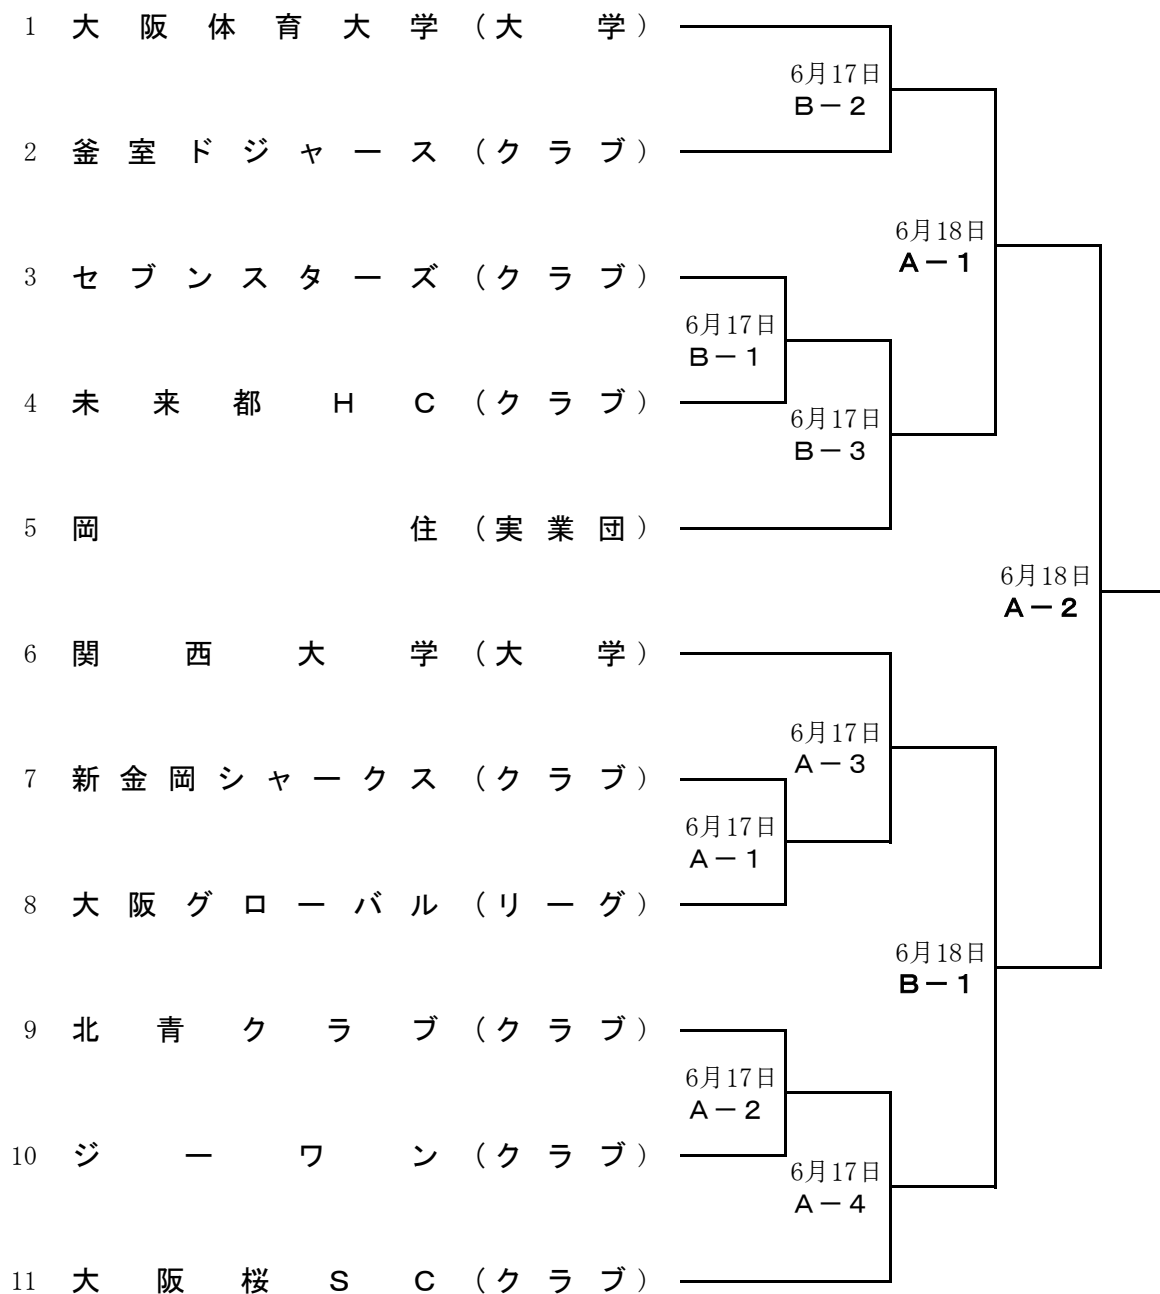 1 大阪体育大学 (大学)
6月17日
B－2
2 釜室ドジャース (クラブ)
6月18日
A－1
3 セブンスターズ (クラブ)
6月17日
B－1
4 未来都HC (クラブ)
6月17日
B－3
5 岡住 (実業団)
6月18日
A－2
6 関西大学 (大学)
6月17日
A－3
7 新金岡シャークス (クラブ)
6月17日
A－1
8 大阪グローバル (リーグ)
6月18日
B－1
9 北青クラブ (クラブ)
6月17日
A－2
10 ジーワン (クラブ)
6月17日
A－4
11 大阪桜SC (クラブ)